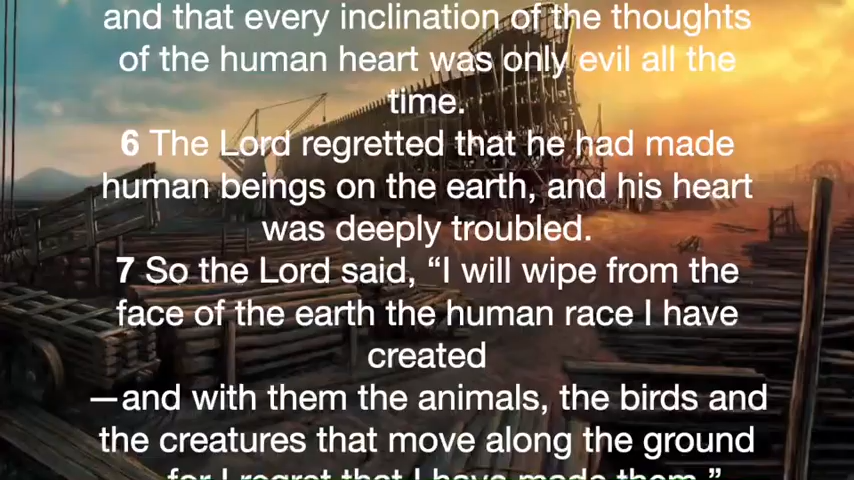 and that every inclination of the thoughts
of the human heart was only evil all the
time.
6 The Lord regretted that he had made
human beings on the earth, and his heart
was deeply troubled.
7 So the Lord said, “I will wipe from the
face of the earth the human race I have
created
—and with them the animals, the birds and
the creatures that move along the ground
for I regret that I have made them.”